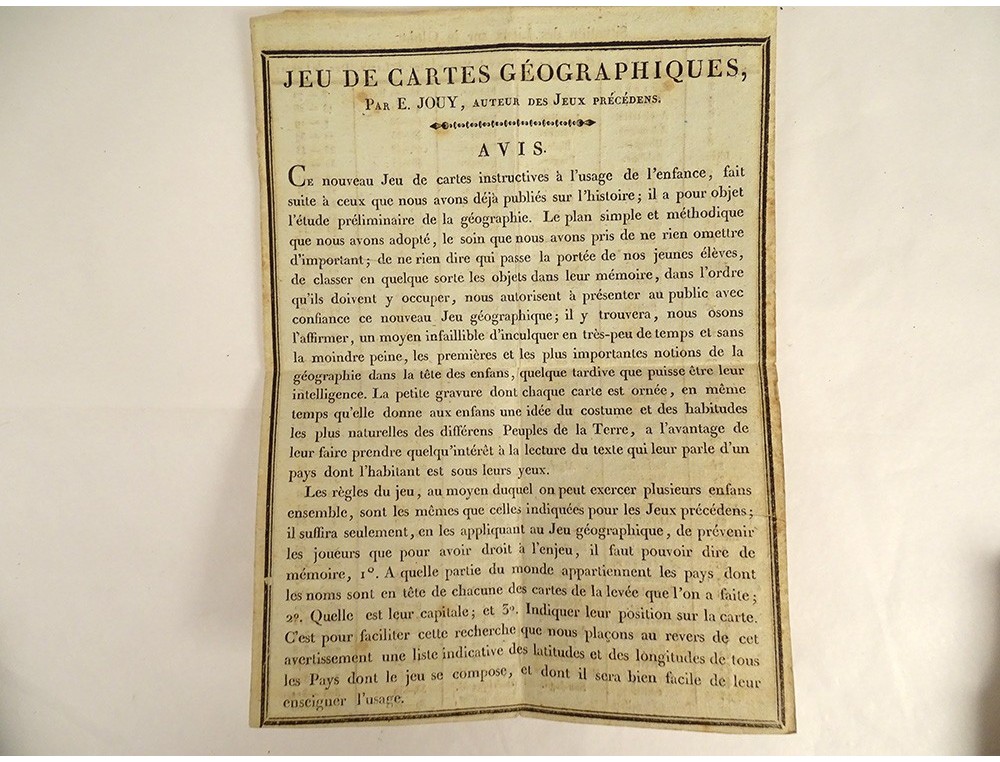 JEU DE CARTES GÉOGRAPHIQUES,
PAR E. JOUY, AUTEUR DES JEUX PRÉCÉDENS.
AVIS.
CE nouveau Jeu de cartes instructives à l'usage de l'enfance, fait
suite à ceux que nous avons déjà publiés sur l'histoire; il a pour objet
l'étude préliminaire de la géographie. Le plan simple et méthodique
que nous avons adopté, le soin que nous avons pris de ne rien omettre
d'important; de ne rien dire qui passe la portée de nos jeunes élèves,
de classer en quelque sorte les objets dans leur mémoire, dans l'ordre
qu'ils doivent y occuper, nous autorisent à présenter au public avec
confiance ce nouveau Jeu géographique; il y trouvera, nous osons
l'affirmer, un moyen infaillible d'inculquer en très-peu de temps et sans
la moindre peine, les premières et les plus importantes notions de la
géographie dans la tête des enfans, quelque tardive que puisse être leur
intelligence. La petite gravure dont chaque carte est ornée, en même
temps qu'elle donne aux enfans une idée du costume et des habitudes
les plus naturelles des différens Peuples de la Terre, a l'avantage de
leur faire prendre quelqu'intérêt à la lecture du texte qui leur parle d'un
pays dont l'habitant est sous leurs yeux.
Les règles du jeu, au moyen duquel on peut exercer plusieurs enfans
ensemble, sont les mêmes que celles indiquées pour les Jeux précédens;
il suffira seulement, en les appliquant au Jeu géographique, de prévenir
les joueurs que pour avoir droit à l'enjeu, il faut pouvoir dire de
mémoire, 1°. A quelle partie du monde appartiennent les pays dont
les noms sont en tête de chacune des cartes de la levée que l'on a faite;
2°. Quelle est leur capitale; et 3°. Indiquer leur position sur la carte.
C'est pour faciliter cette recherche que nous plaçons au revers de cet
avertissement une liste indicative des latitudes et des longitudes de tous
les Pays dont le jeu se compose, et dont il sera bien facile de leur
enseigner l'usage.